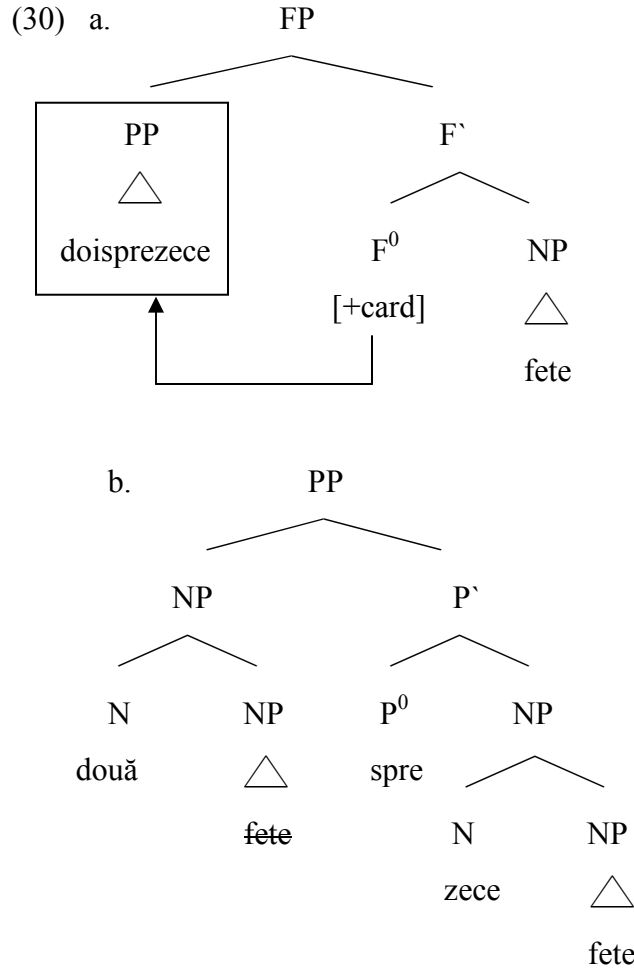 (30) a. FP
PP F`
doisprezece F⁰ NP
[+card]
fete
b. PP
NP P`
N NP P⁰ NP
două spre
fete N NP
zece
fete